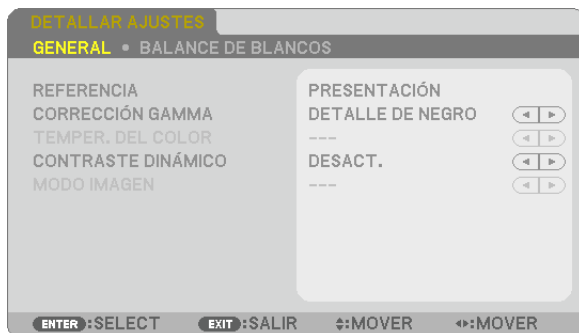 DETALLAR AJUSTES
GENERAL • BALANCE DE BLANCOS
REFERENCIA PRESENTACIÓN
CORRECCIÓN GAMMA DETALLE DE NEGRO
TEMPER. DEL COLOR ---
CONTRASTE DINÁMICO DESACT.
MODO IMAGEN ---
ENTER :SELECT EXIT :SALIR :MOVER :MOVER